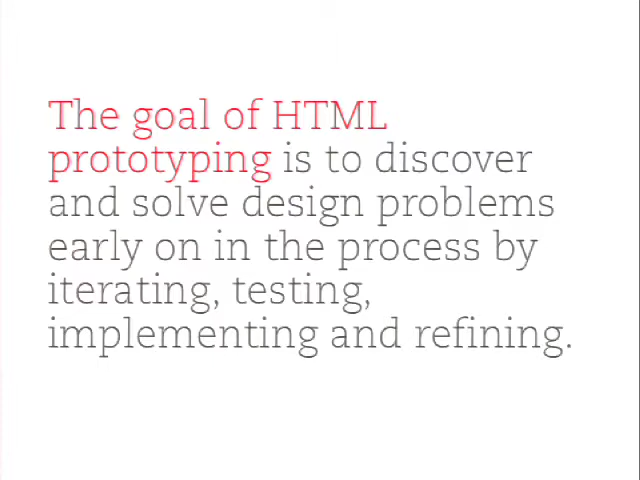 The goal of HTML
prototyping is to discover
and solve design problems
early on in the process by
iterating, testing,
implementing and refining.